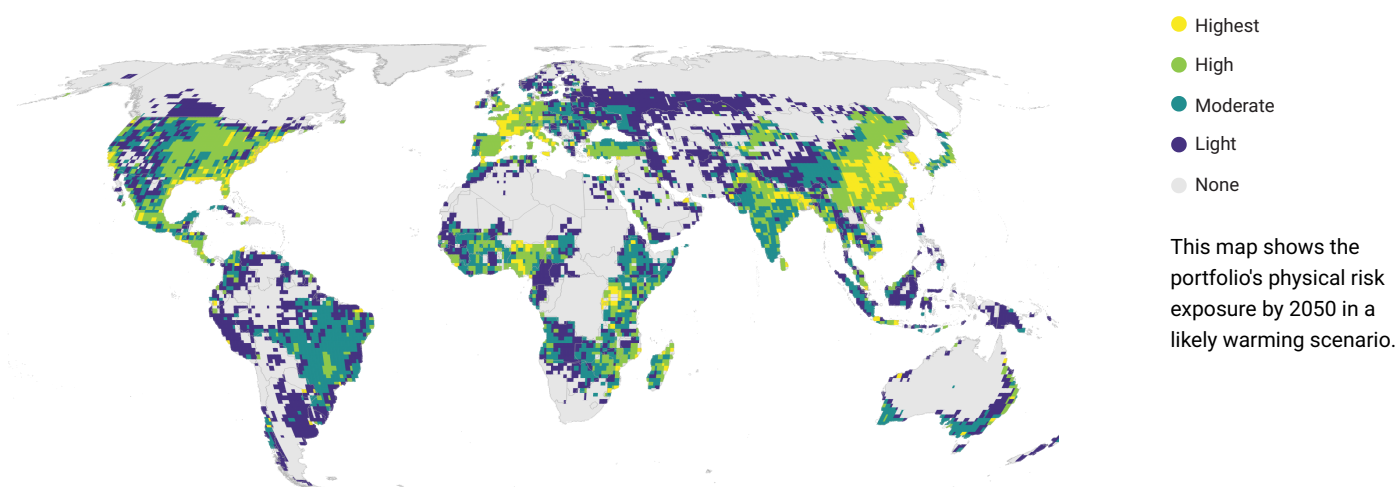 Highest
High
Moderate
Light
None
This map shows the
portfolio's physical risk
exposure by 2050 in a
likely warming scenario.